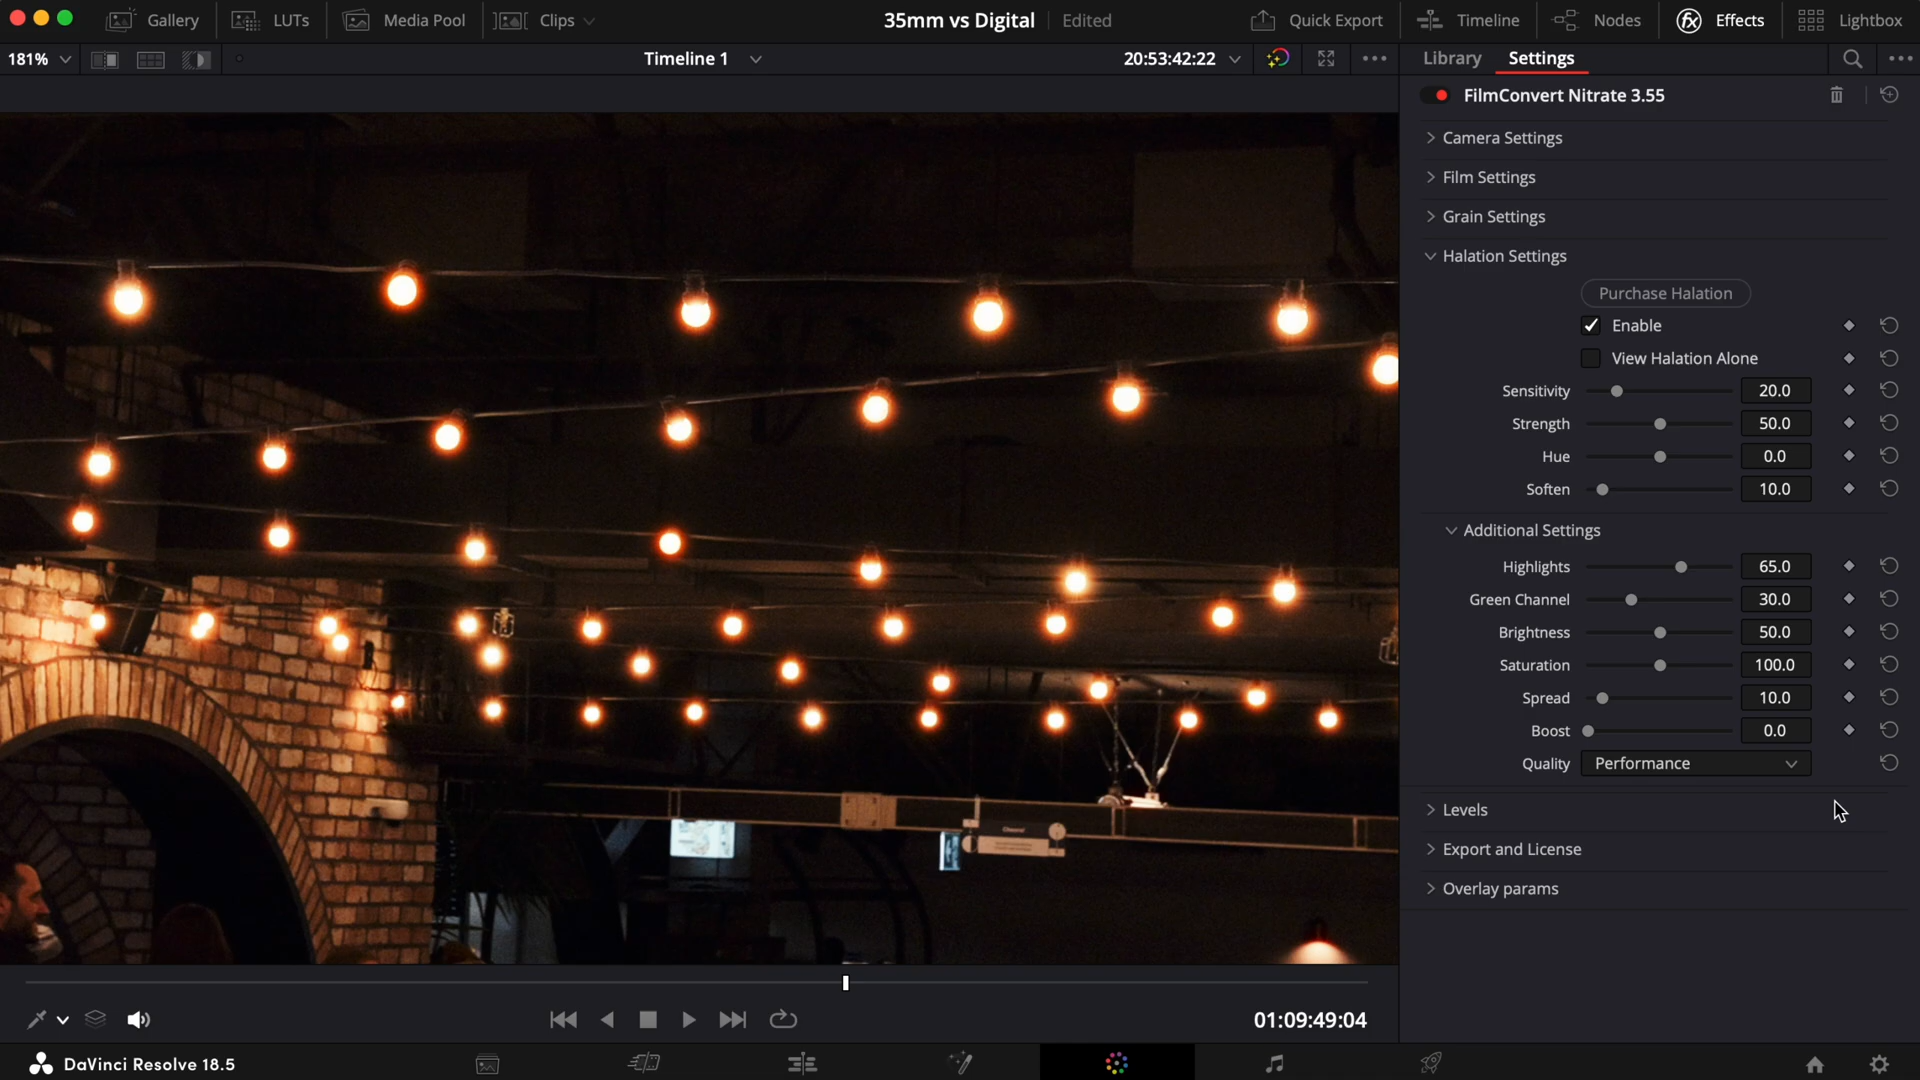 Gallery
LUTs
Media Pool
Clips
35mm vs Digital
Edited
Quick Export
Timeline
Nodes
Effects
Lightbox
181%
Timeline 1
20:53:42:22
Library
Settings
FilmConvert Nitrate 3.55
Camera Settings
Film Settings
Grain Settings
Halation Settings
Purchase Halation
Enable
View Halation Alone
Sensitivity 20.0
Strength 50.0
Hue 0.0
Soften 10.0
Additional Settings
Highlights 65.0
Green Channel 30.0
Brightness 50.0
Saturation 100.0
Spread 10.0
Boost 0.0
Quality Performance
Levels
Export and License
Overlay params
01:09:49:04
DaVinci Resolve 18.5